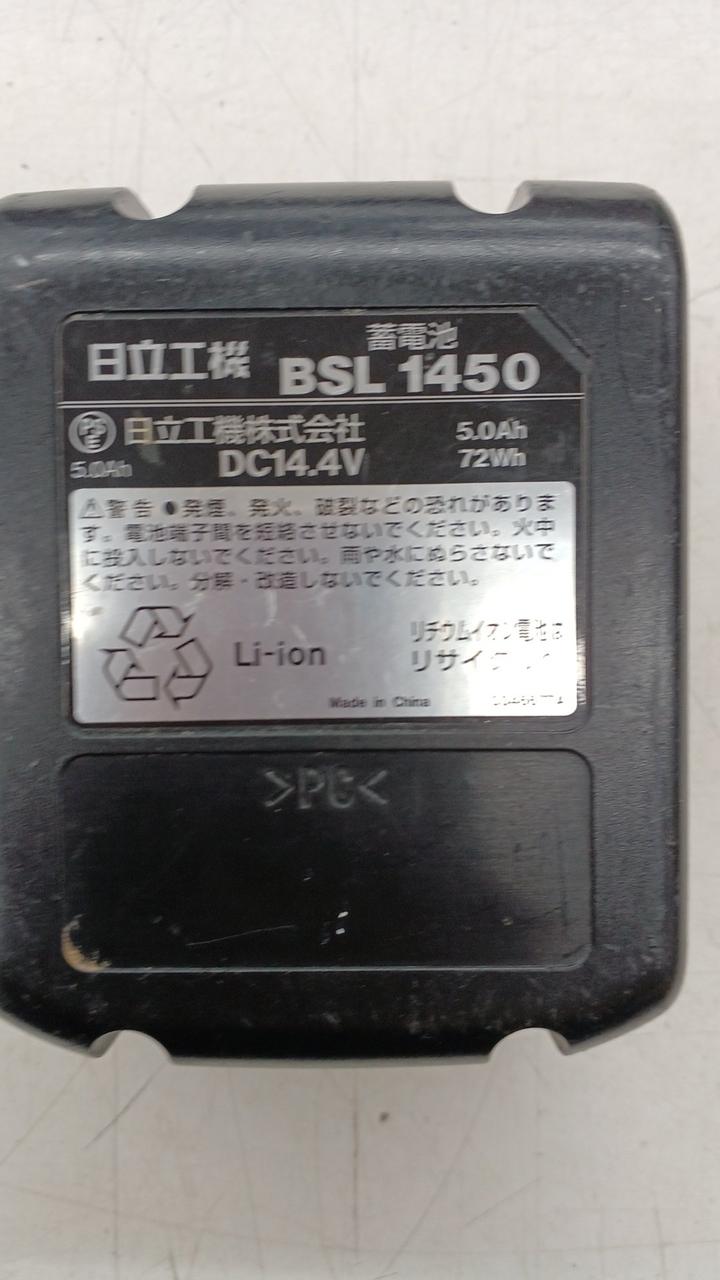 蓄電池
日立工機 BSL 1450
PS E 日立工機株式会社 5.0Ah
5.0Ah DC14.4V 72Wh
⚠警告 ●発煙、発火、破裂などの恐れがありま
す。電池端子間を短絡させないでください。火中
に投入しないでください。雨や水にぬらさないで
ください。分解・改造しないでください。
Li-ion
リチウムイオン電池は
Made in China
>PC<